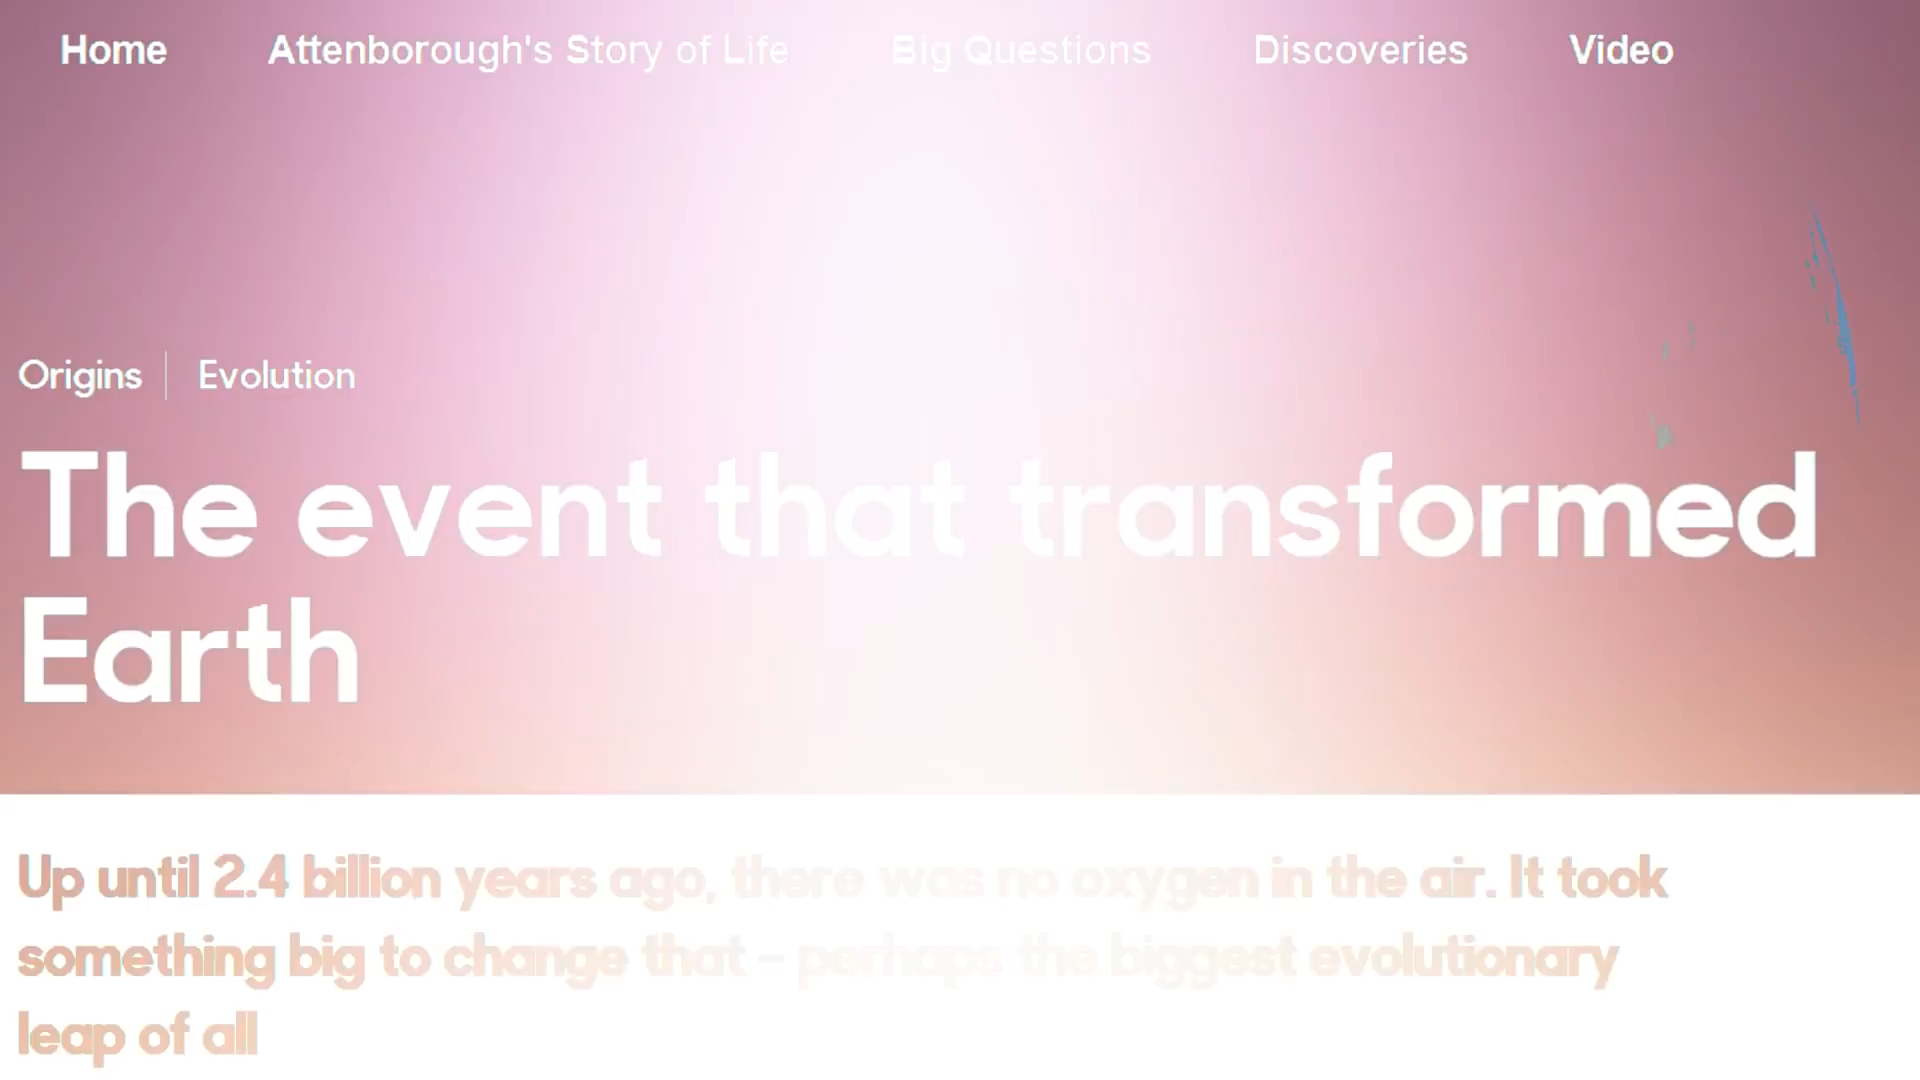 Home Attenborough's Story of Life Big Questions Discoveries Video
Origins Evolution
The event that transformed
Earth
Up until 2.4 billion years ago, there was no oxygen in the air. It took
something big to change that – perhaps the biggest evolutionary
leap of all